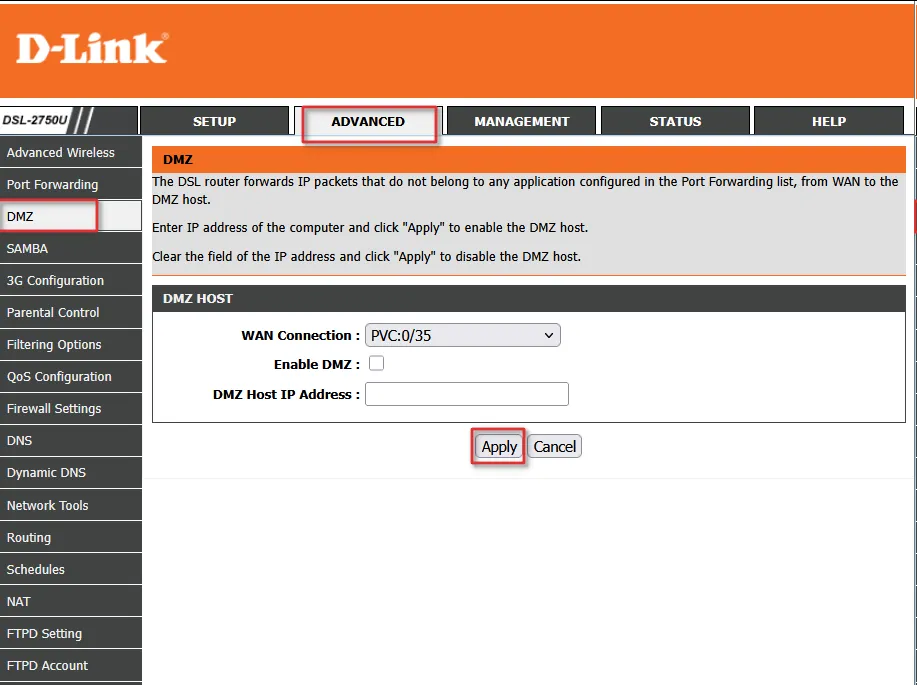 D-Link®
DSL-2750U
SETUP
ADVANCED
MANAGEMENT
STATUS
HELP
Advanced Wireless
Port Forwarding
DMZ
SAMBA
3G Configuration
Parental Control
Filtering Options
QoS Configuration
Firewall Settings
DNS
Dynamic DNS
Network Tools
Routing
Schedules
NAT
FTPD Setting
FTPD Account
DMZ
The DSL router forwards IP packets that do not belong to any application configured in the Port Forwarding list, from WAN to the
DMZ host.
Enter IP address of the computer and click "Apply" to enable the DMZ host.
Clear the field of the IP address and click "Apply" to disable the DMZ host.
DMZ HOST
WAN Connection : PVC:0/35
Enable DMZ :
DMZ Host IP Address :
Apply Cancel